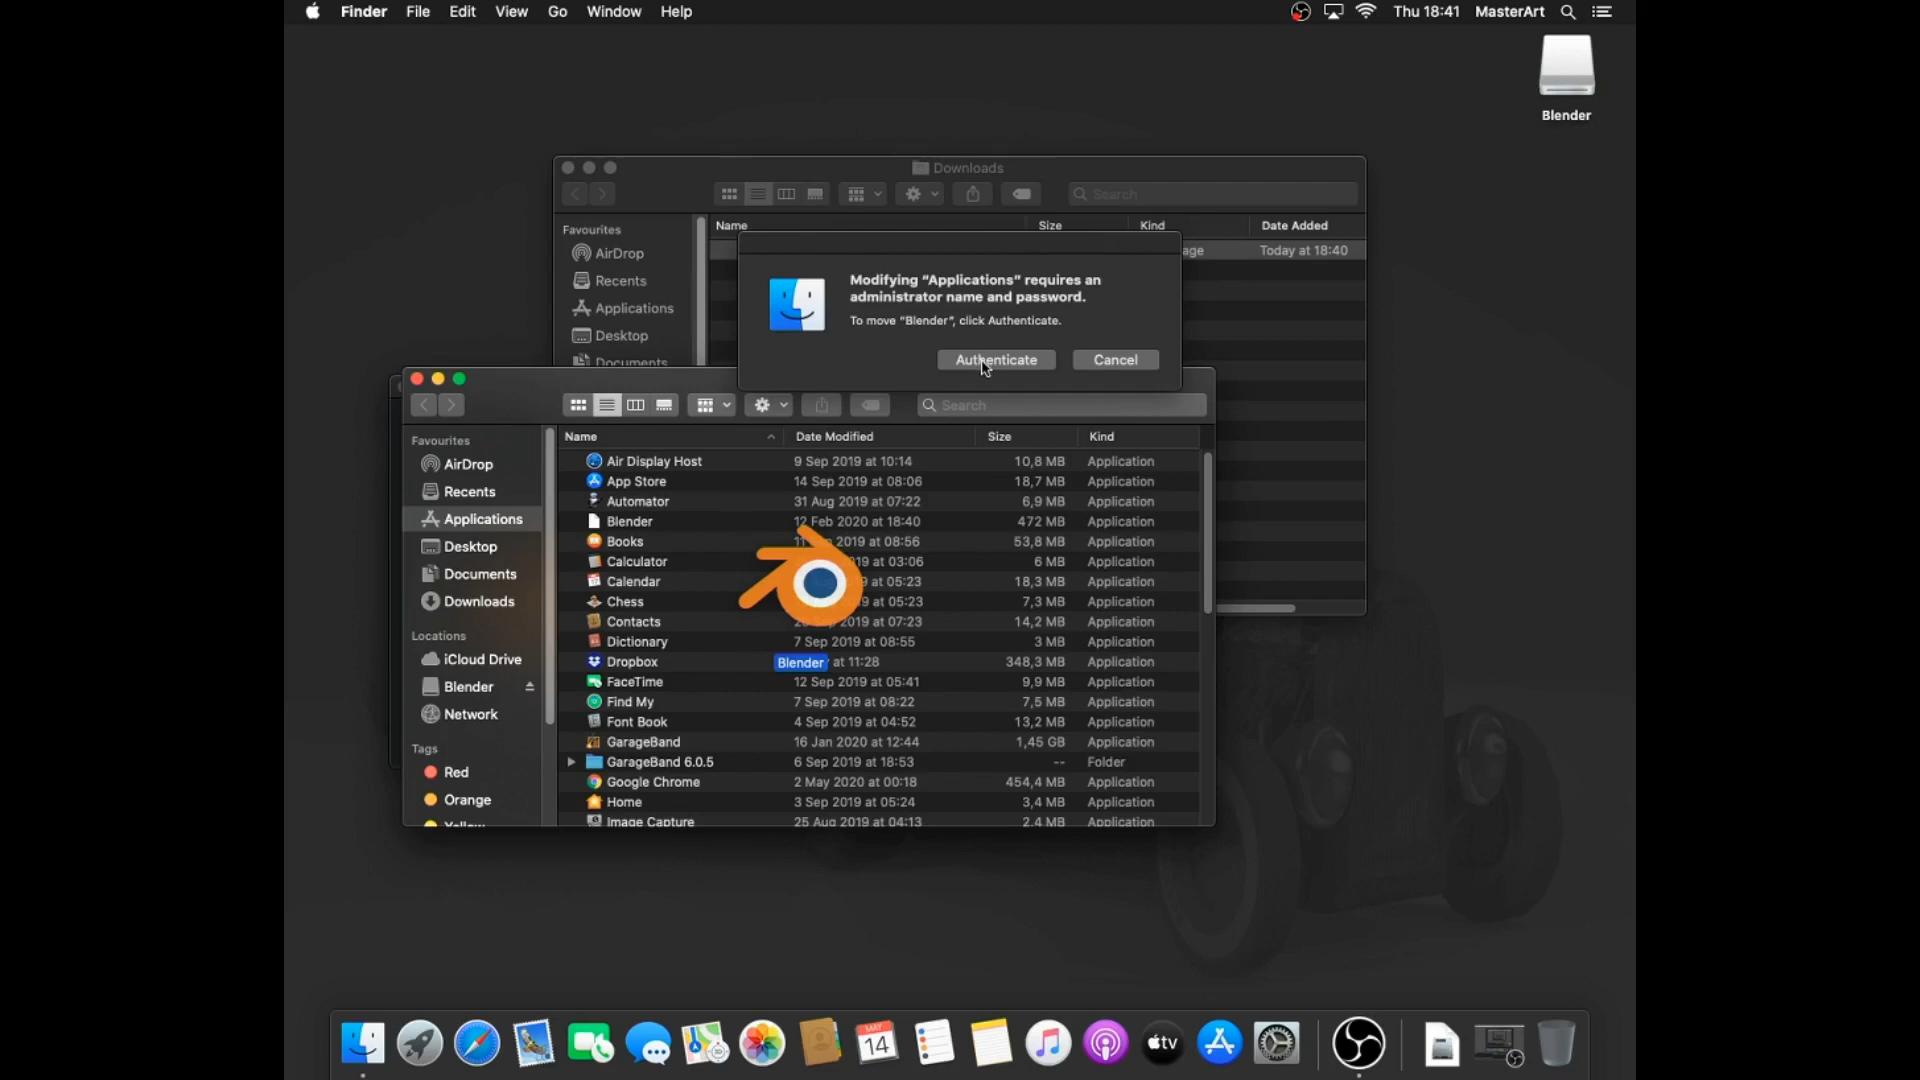 Finder File Edit View Go Window Help
Thu 18:41 MasterArt
Blender
Downloads
Search
Name Size Kind Date Added
Favourites
AirDrop
Recents
Applications
Desktop
Documents
age Today at 18:40
Modifying “Applications” requires an
administrator name and password.
To move “Blender”, click Authenticate.
Authenticate Cancel
Search
Favourites
AirDrop
Recents
Applications
Desktop
Documents
Downloads
Locations
iCloud Drive
Blender
Network
Tags
Red
Orange
Yellow
Name Date Modified Size Kind
Air Display Host 9 Sep 2019 at 10:14 10,8 MB Application
App Store 14 Sep 2019 at 08:06 18,7 MB Application
Automator 31 Aug 2019 at 07:22 6,9 MB Application
Blender 12 Feb 2020 at 18:40 472 MB Application
Books 2019 at 08:56 53,8 MB Application
Calculator 19 at 03:06 6 MB Application
Calendar 9 at 05:23 18,3 MB Application
Chess 9 at 05:23 7,3 MB Application
Contacts 2019 at 07:23 14,2 MB Application
Dictionary 7 Sep 2019 at 08:55 3 MB Application
Dropbox Blender at 11:28 348,3 MB Application
FaceTime 12 Sep 2019 at 05:41 9,9 MB Application
Find My 7 Sep 2019 at 08:22 7,5 MB Application
Font Book 4 Sep 2019 at 04:52 13,2 MB Application
GarageBand 16 Jan 2020 at 12:44 1,45 GB Application
GarageBand 6.0.5 6 Sep 2019 at 18:53 -- Folder
Google Chrome 2 May 2020 at 00:18 454,4 MB Application
Home 3 Sep 2019 at 05:24 3,4 MB Application
Image Capture 25 Aug 2019 at 04:13 2,4 MB Application
MAY
14
tv